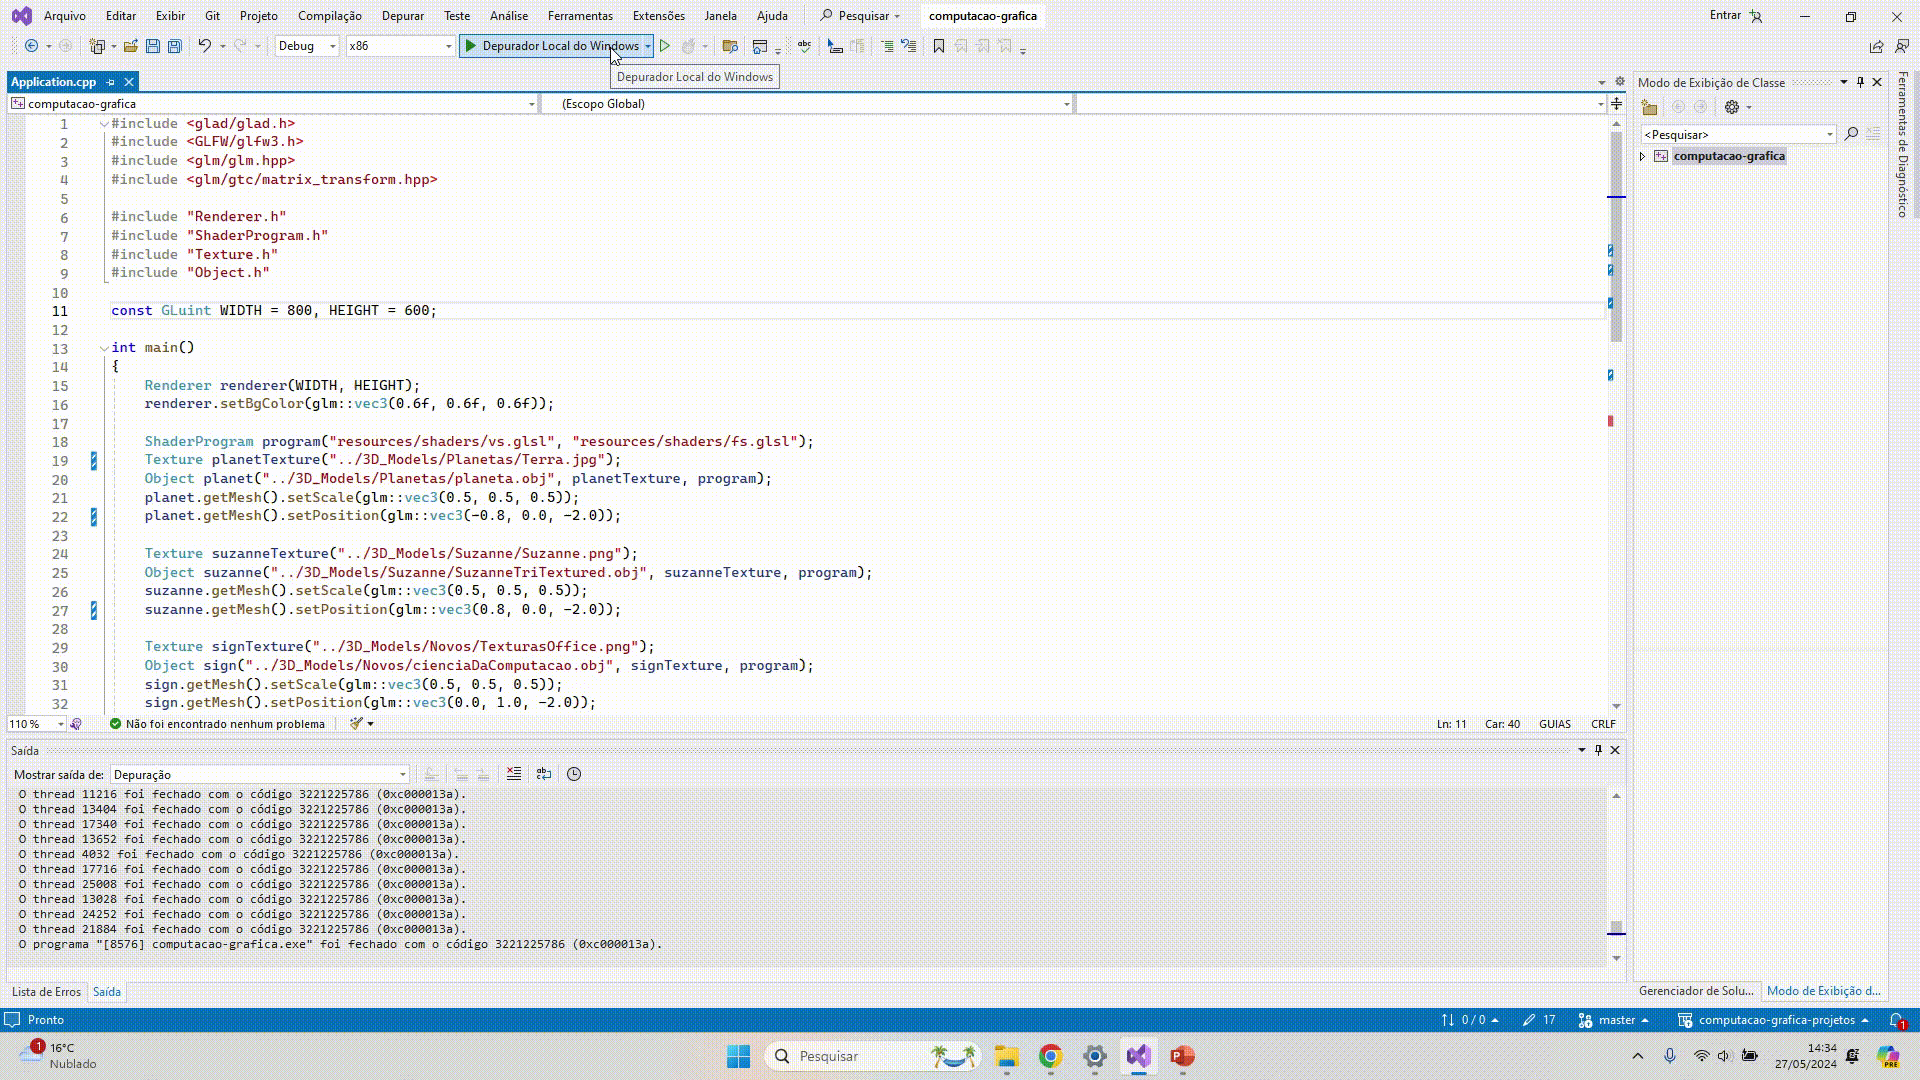 Arquivo Editar Exibir Git Projeto Compilação Depurar Teste Análise Ferramentas Extensões Janela Ajuda Pesquisar computacao-grafica Entrar
Debug x86 Depurador Local do Windows
Depurador Local do Windows
Application.cpp
computacao-grafica (Escopo Global)
1 #include <glad/glad.h>
2 #include <GLFW/glfw3.h>
3 #include <glm/glm.hpp>
4 #include <glm/gtc/matrix_transform.hpp>
5
6 #include "Renderer.h"
7 #include "ShaderProgram.h"
8 #include "Texture.h"
9 #include "Object.h"
10
11 const GLuint WIDTH = 800, HEIGHT = 600;
12
13 int main()
14 {
15 Renderer renderer(WIDTH, HEIGHT);
16 renderer.setBgColor(glm::vec3(0.6f, 0.6f, 0.6f));
17
18 ShaderProgram program("resources/shaders/vs.glsl", "resources/shaders/fs.glsl");
19 Texture planetTexture("../3D_Models/Planetas/Terra.jpg");
20 Object planet("../3D_Models/Planetas/planeta.obj", planetTexture, program);
21 planet.getMesh().setScale(glm::vec3(0.5, 0.5, 0.5));
22 planet.getMesh().setPosition(glm::vec3(-0.8, 0.0, -2.0));
23
24 Texture suzanneTexture("../3D_Models/Suzanne/Suzanne.png");
25 Object suzanne("../3D_Models/Suzanne/SuzanneTriTextured.obj", suzanneTexture, program);
26 suzanne.getMesh().setScale(glm::vec3(0.5, 0.5, 0.5));
27 suzanne.getMesh().setPosition(glm::vec3(0.8, 0.0, -2.0));
28
29 Texture signTexture("../3D_Models/Novos/TexturasOffice.png");
30 Object sign("../3D_Models/Novos/cienciaDaComputacao.obj", signTexture, program);
31 sign.getMesh().setScale(glm::vec3(0.5, 0.5, 0.5));
32 sign.getMesh().setPosition(glm::vec3(0.0, 1.0, -2.0));
110 % Não foi encontrado nenhum problema Ln: 11 Car: 40 GUIAS CRLF
Saída
Mostrar saída de: Depuração
O thread 11216 foi fechado com o código 3221225786 (0xc000013a).
O thread 13404 foi fechado com o código 3221225786 (0xc000013a).
O thread 17340 foi fechado com o código 3221225786 (0xc000013a).
O thread 13652 foi fechado com o código 3221225786 (0xc000013a).
O thread 4032 foi fechado com o código 3221225786 (0xc000013a).
O thread 17716 foi fechado com o código 3221225786 (0xc000013a).
O thread 25008 foi fechado com o código 3221225786 (0xc000013a).
O thread 13028 foi fechado com o código 3221225786 (0xc000013a).
O thread 24252 foi fechado com o código 3221225786 (0xc000013a).
O thread 21884 foi fechado com o código 3221225786 (0xc000013a).
O programa "[8576] computacao-grafica.exe" foi fechado com o código 3221225786 (0xc000013a).
Lista de Erros Saída
Modo de Exibição de Classe
<Pesquisar>
computacao-grafica
Gerenciador de Solu... Modo de Exibição d...
Ferramentas de Diagnóstico
Pronto 0 / 0 17 master computacao-grafica-projetos 1
1 16°C
Nublado
Pesquisar
14:34
27/05/2024
PRE